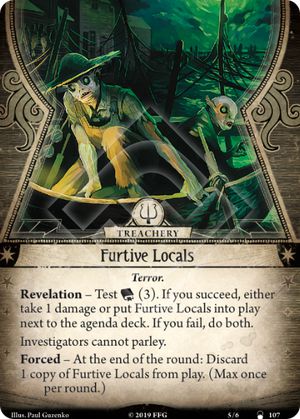 TREACHERY
Furtive Locals
Terror.
Revelation – Test (3). If you succeed, either
take 1 damage or put Furtive Locals into play
next to the agenda deck. If you fail, do both.
Investigators cannot parley.
Forced – At the end of the round: Discard
1 copy of Furtive Locals from play. (Max once
per round.)
Illus. Paul Guzenko © 2019 FFG 5/6 107